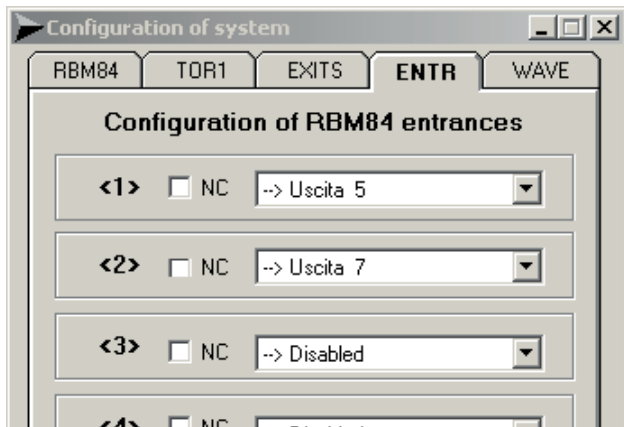 Configuration of system
RBM84 TOR1 EXITS ENTR WAVE
Configuration of RBM84 entrances
<1> NC --> Uscita 5
<2> NC --> Uscita 7
<3> NC --> Disabled
<4> NC